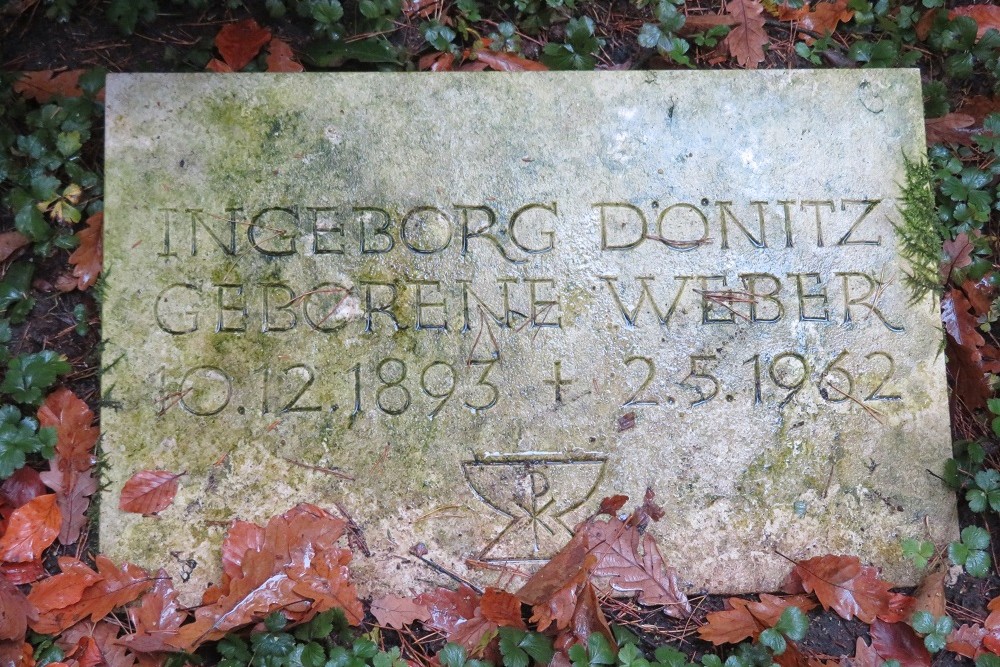 INGEBORG DÖNITZ
GEBORENE WEBER
10.12.1893 + 2.5.1962